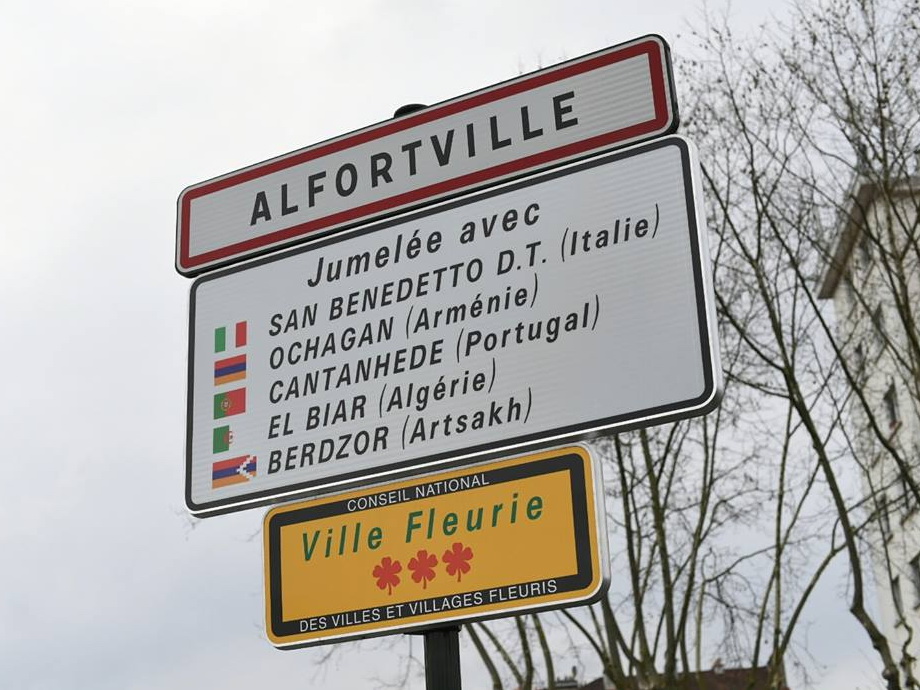 ALFORTVILLE
Jumelée avec
SAN BENEDETTO D.T. (Italie)
OCHAGAN (Arménie)
CANTANHEDE (Portugal)
EL BIAR (Algérie)
BERDZOR (Artsakh)
CONSEIL NATIONAL
Ville Fleurie
DES VILLES ET VILLAGES FLEURIS